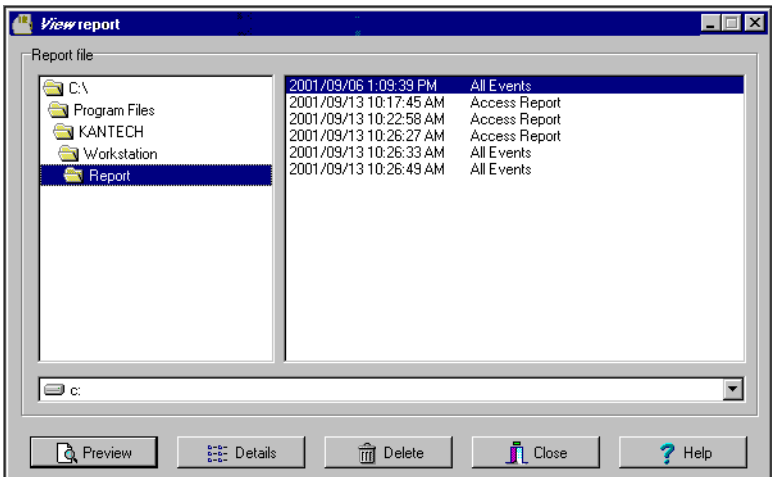 View report
Report file
C:\
Program Files
KANTECH
Workstation
Report
2001/09/06 1:09:39 PM All Events
2001/09/13 10:17:45 AM Access Report
2001/09/13 10:22:58 AM Access Report
2001/09/13 10:26:27 AM Access Report
2001/09/13 10:26:33 AM All Events
2001/09/13 10:26:49 AM All Events
c:
Preview Details Delete Close Help